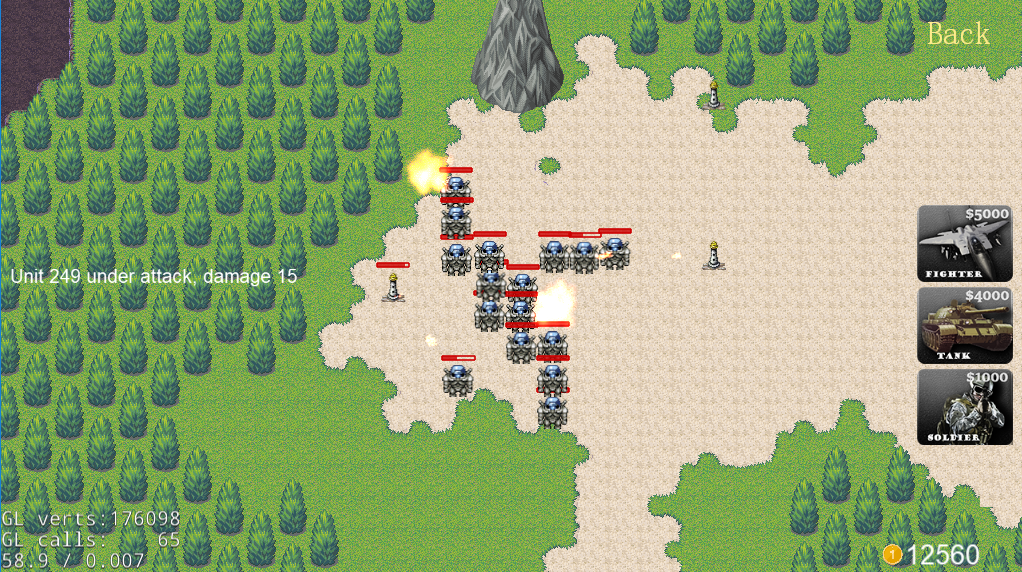 Back
$5000
FIGHTER
Unit 249 under attack, damage 15
$4000
TANK
$1000
SOLDIER
GL verts:176098
GL calls: 65
58.9 / 0.007
1
12560